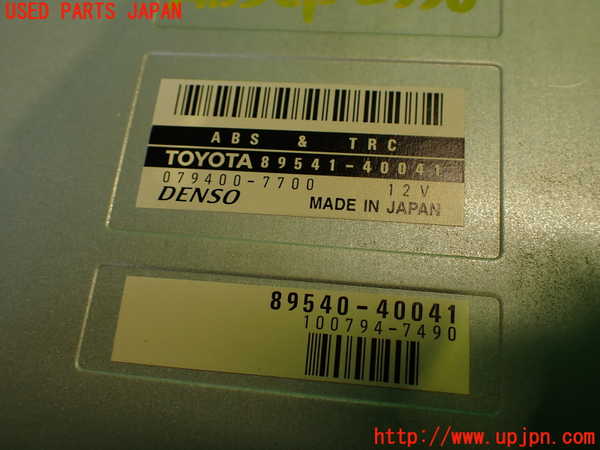 USED PARTS JAPAN
ABS & TRC
TOYOTA 89541-40041
079400-7700 12V
DENSO MADE IN JAPAN
89540-40041
100794-7490
http://www.upjpn.com/